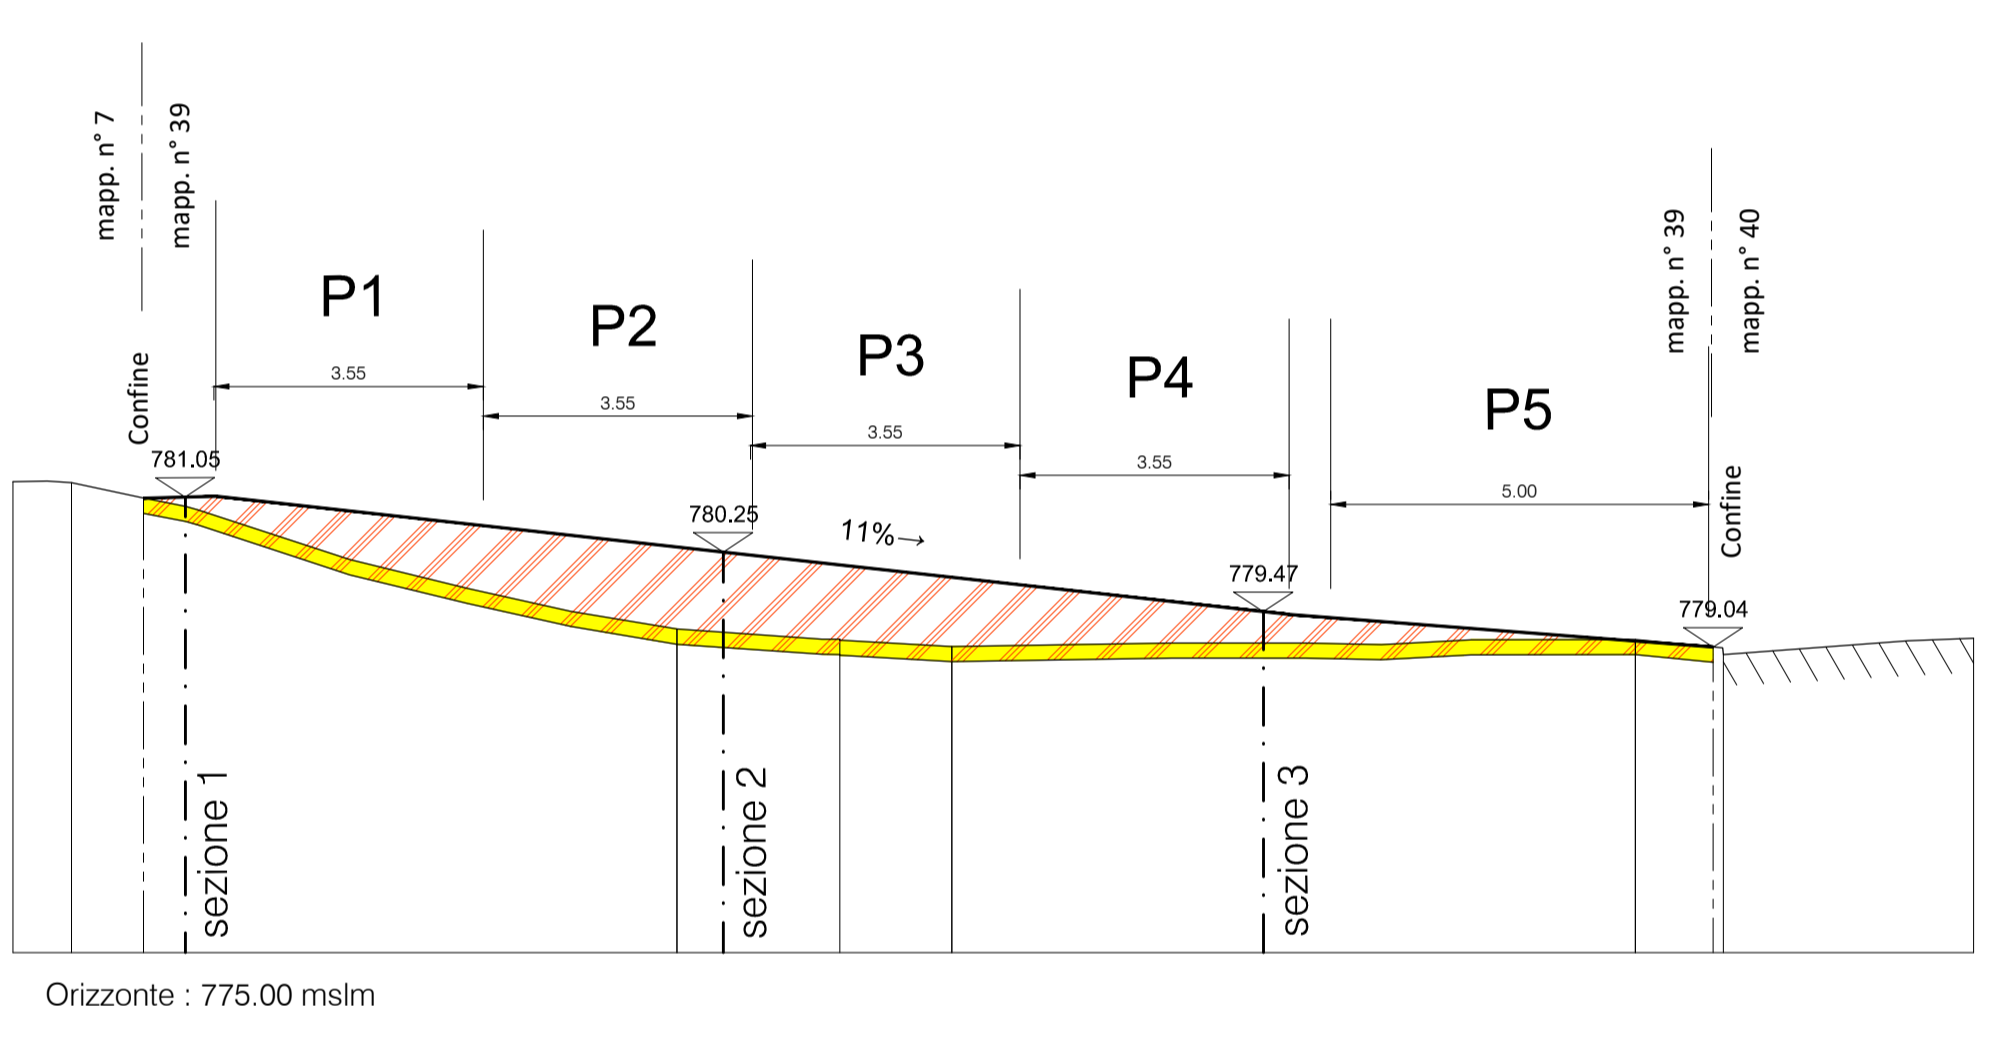 mapp. n° 7
mapp. n° 39
Confine
P1
P2
P3
P4
P5
3.55
3.55
3.55
3.55
5.00
mapp. n° 39
mapp. n° 40
Confine
781.05
780.25
11%→
779.47
779.04
sezione 1
sezione 2
sezione 3
Orizzonte : 775.00 mslm